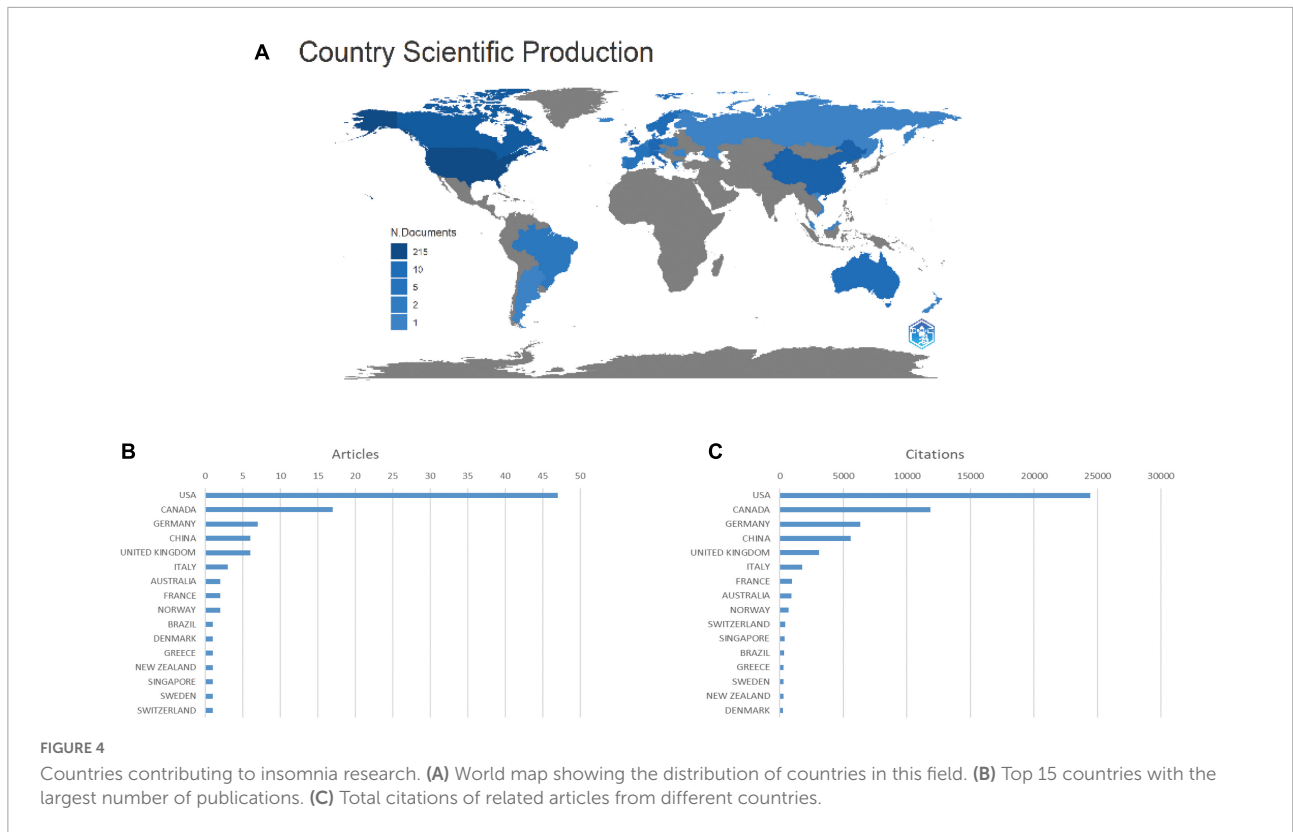 A Country Scientific Production
N.Documents
215
10
5
2
1
B
Articles
0 5 10 15 20 25 30 35 40 45 50
USA
CANADA
GERMANY
CHINA
UNITED KINGDOM
ITALY
AUSTRALIA
FRANCE
NORWAY
BRAZIL
DENMARK
GREECE
NEW ZEALAND
SINGAPORE
SWEDEN
SWITZERLAND
C
Citations
0 5000 10000 15000 20000 25000 30000
USA
CANADA
GERMANY
CHINA
UNITED KINGDOM
ITALY
FRANCE
AUSTRALIA
NORWAY
SWITZERLAND
SINGAPORE
BRAZIL
GREECE
SWEDEN
NEW ZEALAND
DENMARK
FIGURE 4
Countries contributing to insomnia research. (A) World map showing the distribution of countries in this field. (B) Top 15 countries with the
largest number of publications. (C) Total citations of related articles from different countries.